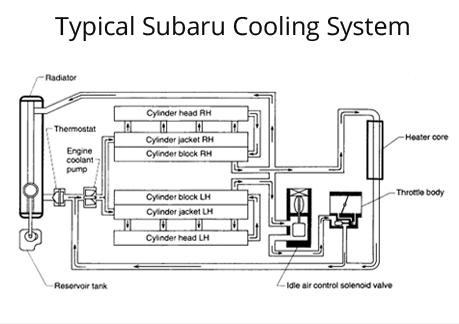 Typical Subaru Cooling System
Radiator
Cylinder head RH
Thermostat
Cylinder jacket RH
Heater core
Engine
coolant
pump
Cylinder block RH
Cylinder block LH
Throttle body
Cylinder jacket LH
Cylinder head LH
Reservoir tank
Idle air control solenoid valve